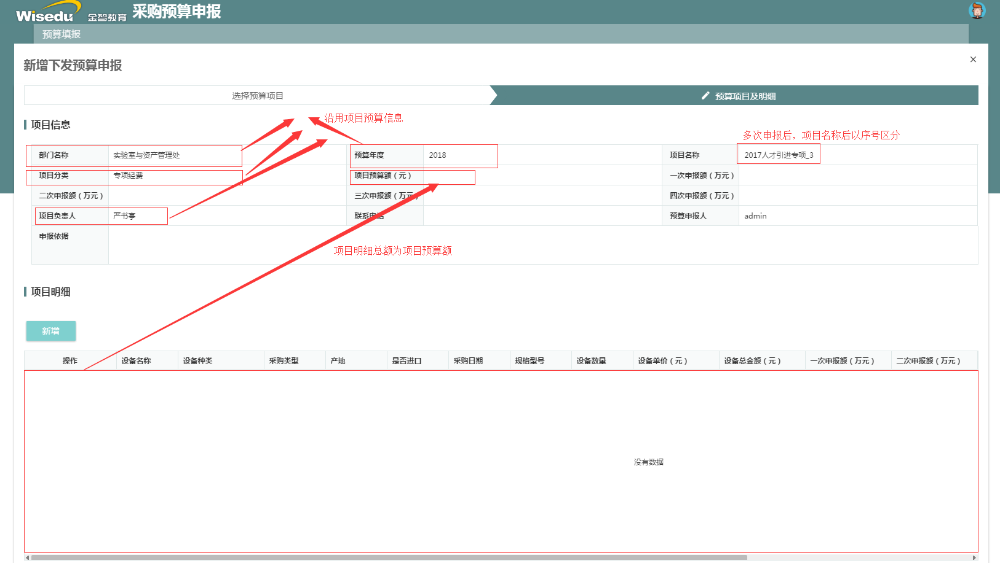 Wisedu 金智教育 采购预算申报
预算填报
新增下发预算申报 ×
选择预算项目 预算项目及明细
沿用项目预算信息
项目信息
多次申报后，项目名称后以序号区分
部门名称 实验室与资产管理处 预算年度 2018 项目名称 2017人才引进专项_3
项目分类 专项经费 项目预算额（元） 一次申报额（万元）
二次申报额（万元） 三次申报额（万元） 四次申报额（万元）
项目负责人 严书亭 联系电话 预算申报人 admin
申报依据
项目明细总额为项目预算额
项目明细
新增
操作 设备名称 设备种类 采购类型 产地 是否进口 采购日期 规格型号 设备数量 设备单价（元） 设备总金额（元） 一次申报额（万元） 二次申报额（万元）
没有数据